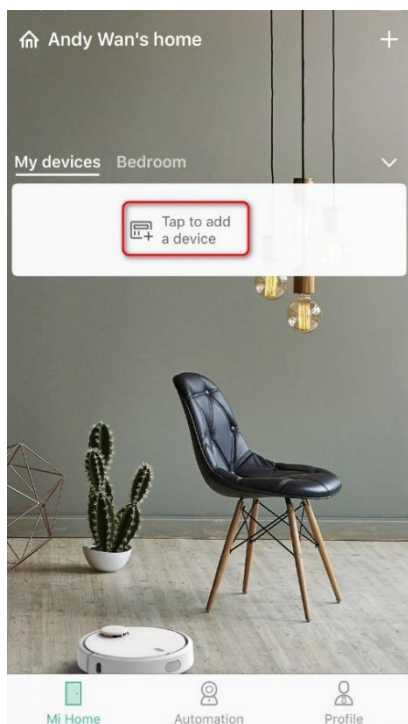 Andy Wan's home
My devices Bedroom
Tap to add
a device
Mi Home Automation Profile